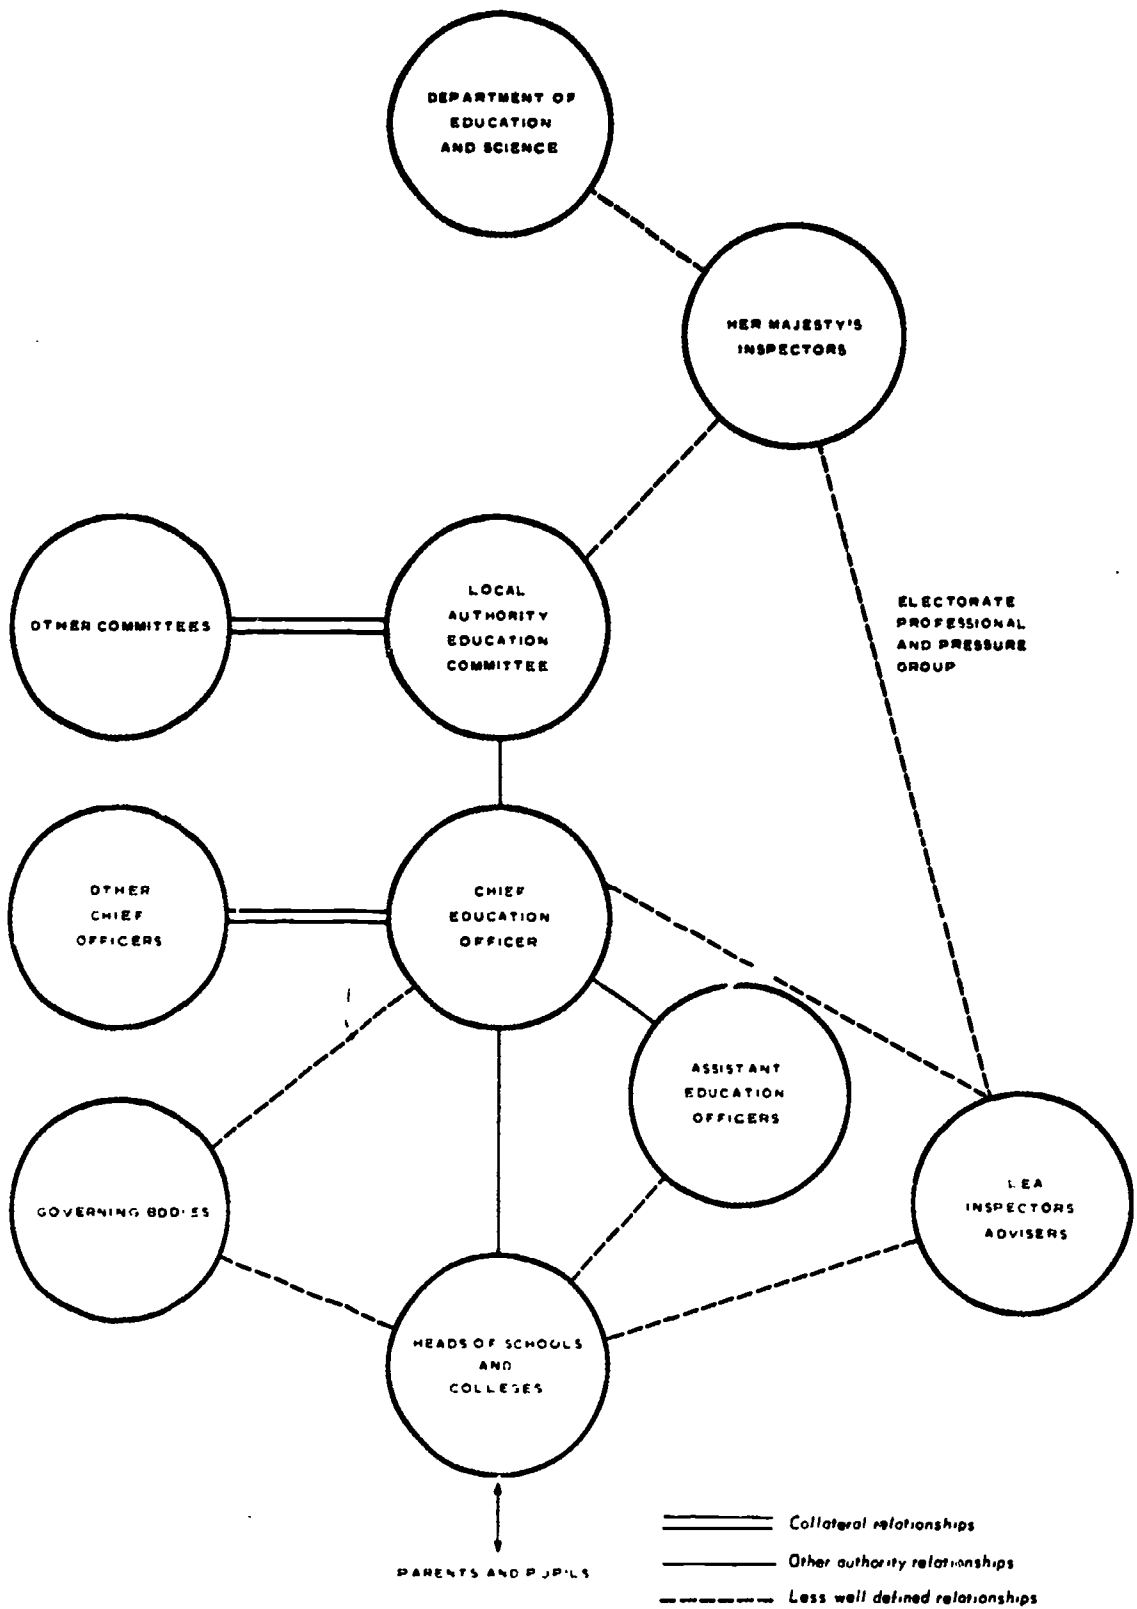 DEPARTMENT OF
EDUCATION
AND SCIENCE
HER MAJESTY'S
INSPECTORS
OTHER COMMITTEES
LOCAL
AUTHORITY
EDUCATION
COMMITTEE
ELECTORATE
PROFESSIONAL
AND PRESSURE
GROUP
OTHER
CHIEF
OFFICERS
CHIEF
EDUCATION
OFFICER
ASSISTANT
EDUCATION
OFFICERS
GOVERNING BODIES
LEA
INSPECTORS
ADVISERS
HEADS OF SCHOOLS
AND
COLLEGES
PARENTS AND PUPILS
Collateral relationships
Other authority relationships
Less well defined relationships